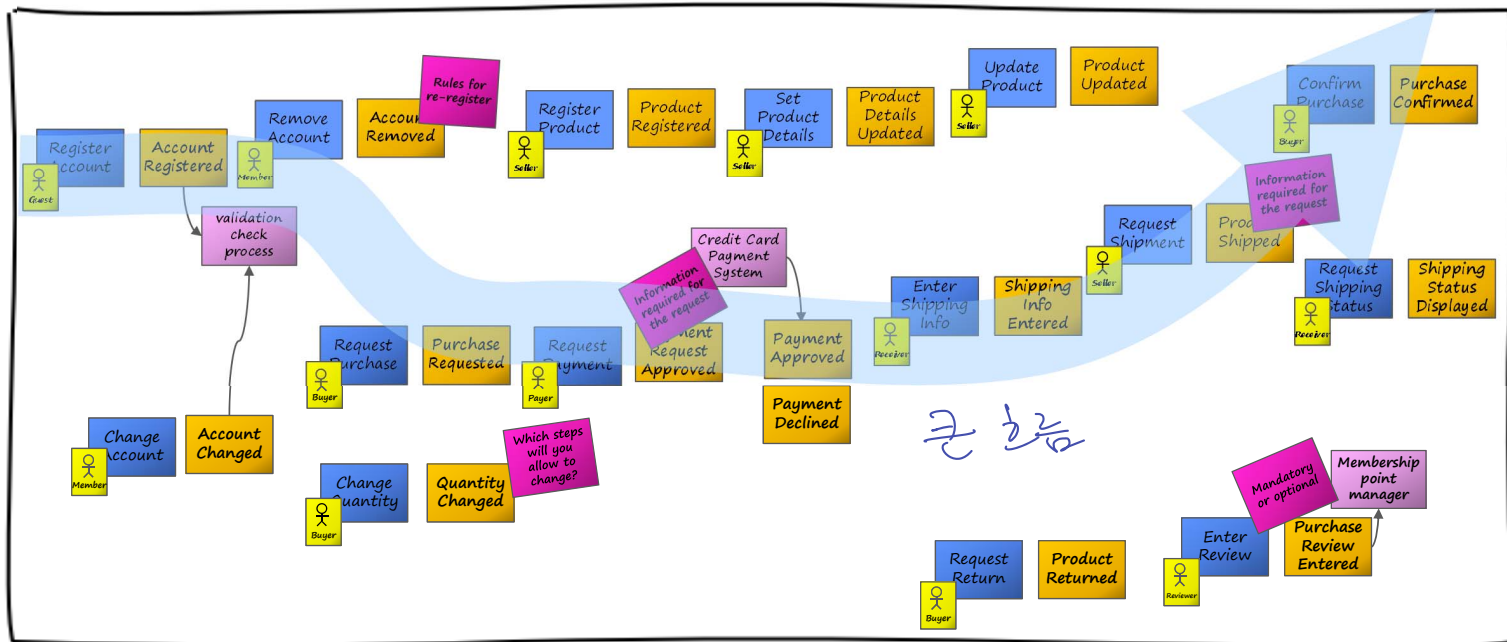 Rules for
re-register
Update
Product
Seller
Product
Updated
Confirm
Purchase
Buyer
Purchase
Confirmed
Remove
Account
Member
Account
Removed
Register
Product
Seller
Product
Registered
Set
Product
Details
Seller
Product
Details
Updated
Register
Account
Guest
Account
Registered
validation
check
process
Information
required for
the request
Credit Card
Payment
System
Request
Shipment
Seller
Shipped
Information
required for
the request
Request
Shipping
Status
Receiver
Shipping
Status
Displayed
Enter
Shipping
Info
Receiver
Shipping
Info
Entered
Request
Purchase
Buyer
Purchase
Requested
Request
Payment
Payer
Request
Approved
Payment
Approved
Payment
Declined
큰 흐름
Change
Account
Member
Account
Changed
Change
Quantity
Buyer
Quantity
Changed
Which steps
will you
allow to
change?
Mandatory
or optional
Membership
point
manager
Request
Return
Buyer
Product
Returned
Enter
Review
Reviewer
Purchase
Review
Entered